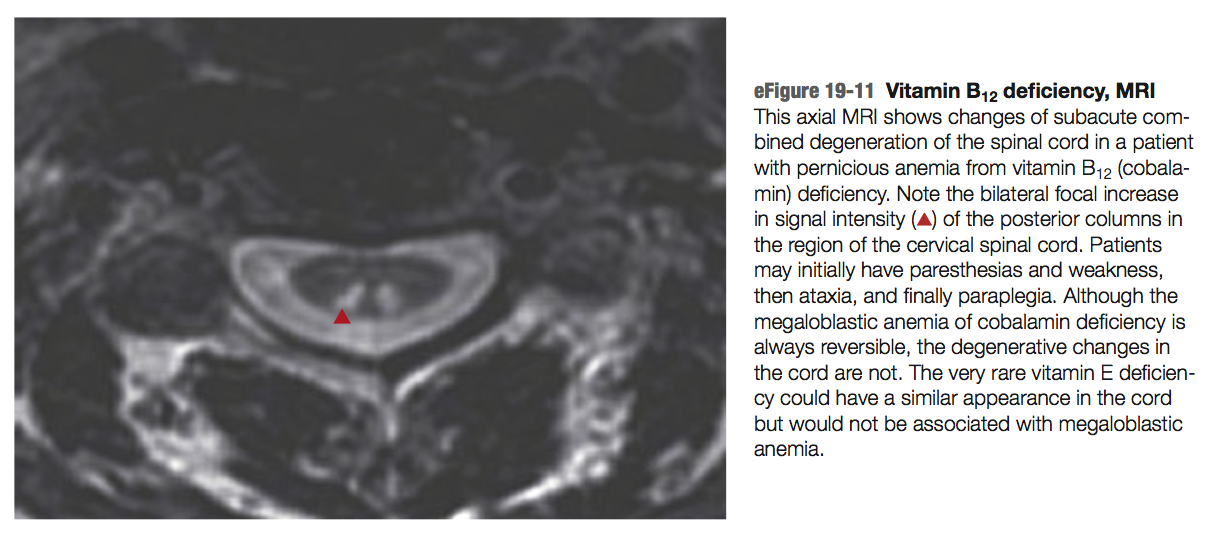 eFigure 19-11 Vitamin B12 deficiency, MRI
This axial MRI shows changes of subacute com-
bined degeneration of the spinal cord in a patient
with pernicious anemia from vitamin B12 (cobala-
min) deficiency. Note the bilateral focal increase
in signal intensity (▲) of the posterior columns in
the region of the cervical spinal cord. Patients
may initially have paresthesias and weakness,
then ataxia, and finally paraplegia. Although the
megaloblastic anemia of cobalamin deficiency is
always reversible, the degenerative changes in
the cord are not. The very rare vitamin E deficien-
cy could have a similar appearance in the cord
but would not be associated with megaloblastic
anemia.